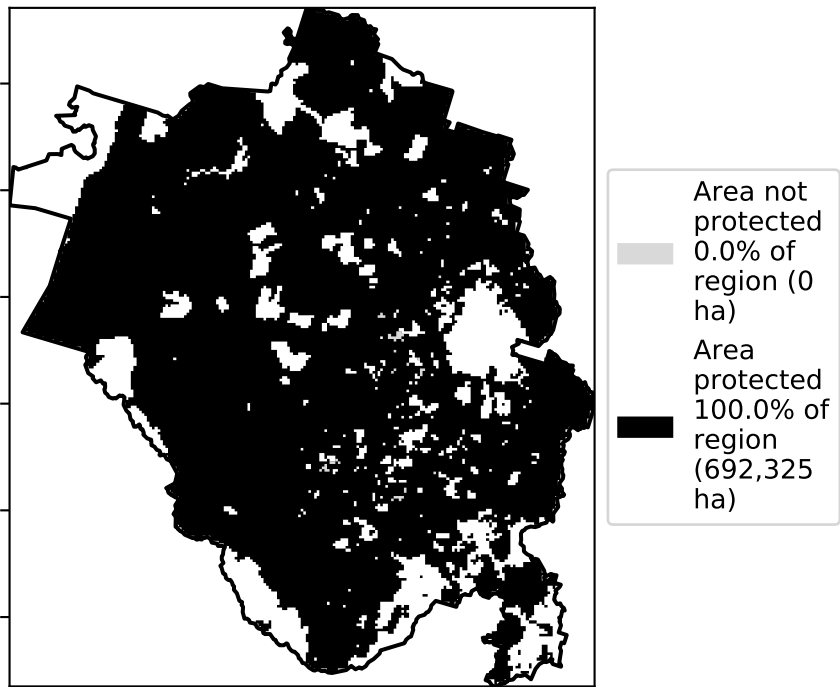 Area not
protected
0.0% of
region (0
ha)
Area
protected
100.0% of
region
(692,325
ha)